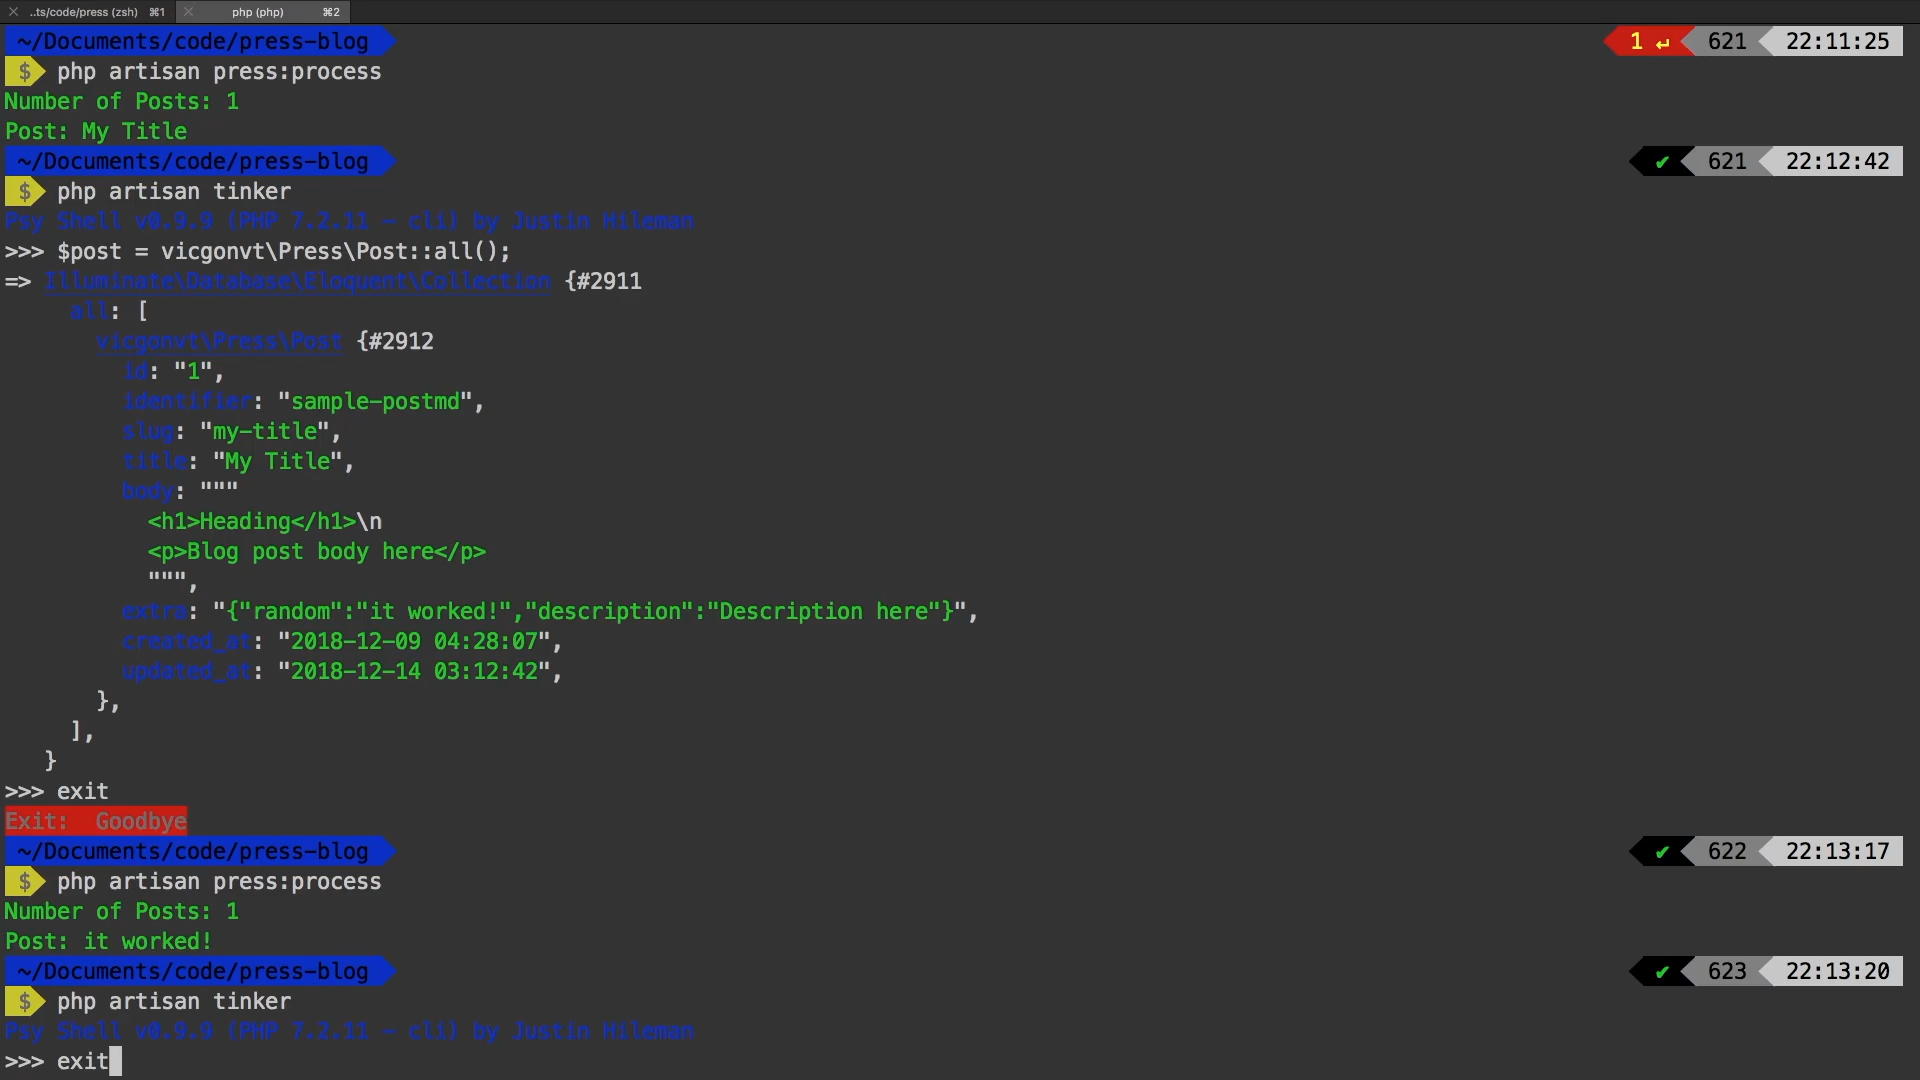 ..ts/code/press (zsh) ⌘1 php (php) ⌘2
~/Documents/code/press-blog 1 ↵ 621 22:11:25
$ php artisan press:process
Number of Posts: 1
Post: My Title
~/Documents/code/press-blog ✔ 621 22:12:42
$ php artisan tinker
Psy Shell v0.9.9 (PHP 7.2.11 – cli) by Justin Hileman
>>> $post = vicgonvt\Press\Post::all();
=> Illuminate\Database\Eloquent\Collection {#2911
all: [
vicgonvt\Press\Post {#2912
id: "1",
identifier: "sample-postmd",
slug: "my-title",
title: "My Title",
body: """
<h1>Heading</h1>\n
<p>Blog post body here</p>
""",
extra: "{"random":"it worked!","description":"Description here"}",
created_at: "2018-12-09 04:28:07",
updated_at: "2018-12-14 03:12:42",
},
],
}
>>> exit
Exit:  Goodbye
~/Documents/code/press-blog ✔ 622 22:13:17
$ php artisan press:process
Number of Posts: 1
Post: it worked!
~/Documents/code/press-blog ✔ 623 22:13:20
$ php artisan tinker
Psy Shell v0.9.9 (PHP 7.2.11 – cli) by Justin Hileman
>>> exit